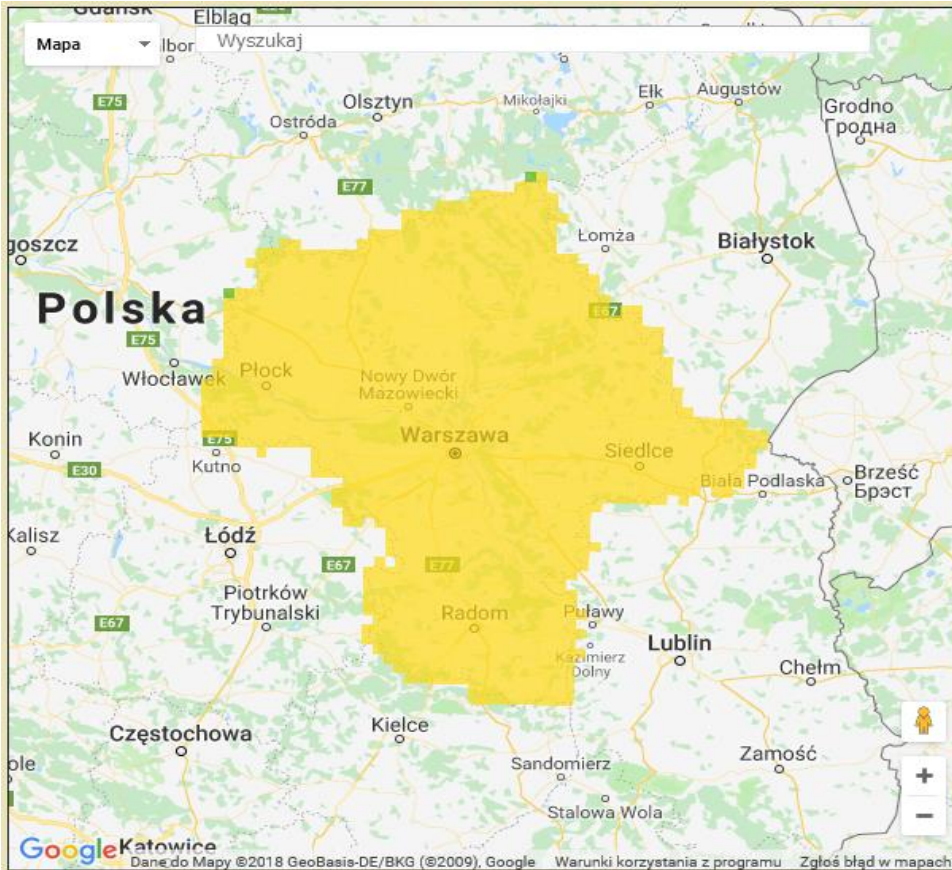 Gdańsk
Elbląg
Mapa
Wyszukaj
E75
Olsztyn
Ostróda
Mikołajki
Ełk
Augustów
Grodno
Гродна
E77
goszcz
Łomża
Białystok
Polska
E67
E75
Włocławek
Płock
Nowy Dwór
Mazowiecki
Warszawa
Siedlce
Konin
E75
Kutno
E30
Biała Podlaska
Brześć
Брэст
Kalisz
Łódź
E67
E77
Piotrków
Trybunalski
Radom
Puławy
E67
Kazimierz
Dolny
Lublin
Chełm
Kielce
Częstochowa
Sandomierz
Zamość
ole
Stalowa Wola
Google
Katowice
Dane do Mapy ©2018 GeoBasis-DE/BKG (©2009), Google
Warunki korzystania z programu
Zgłoś błąd w mapach